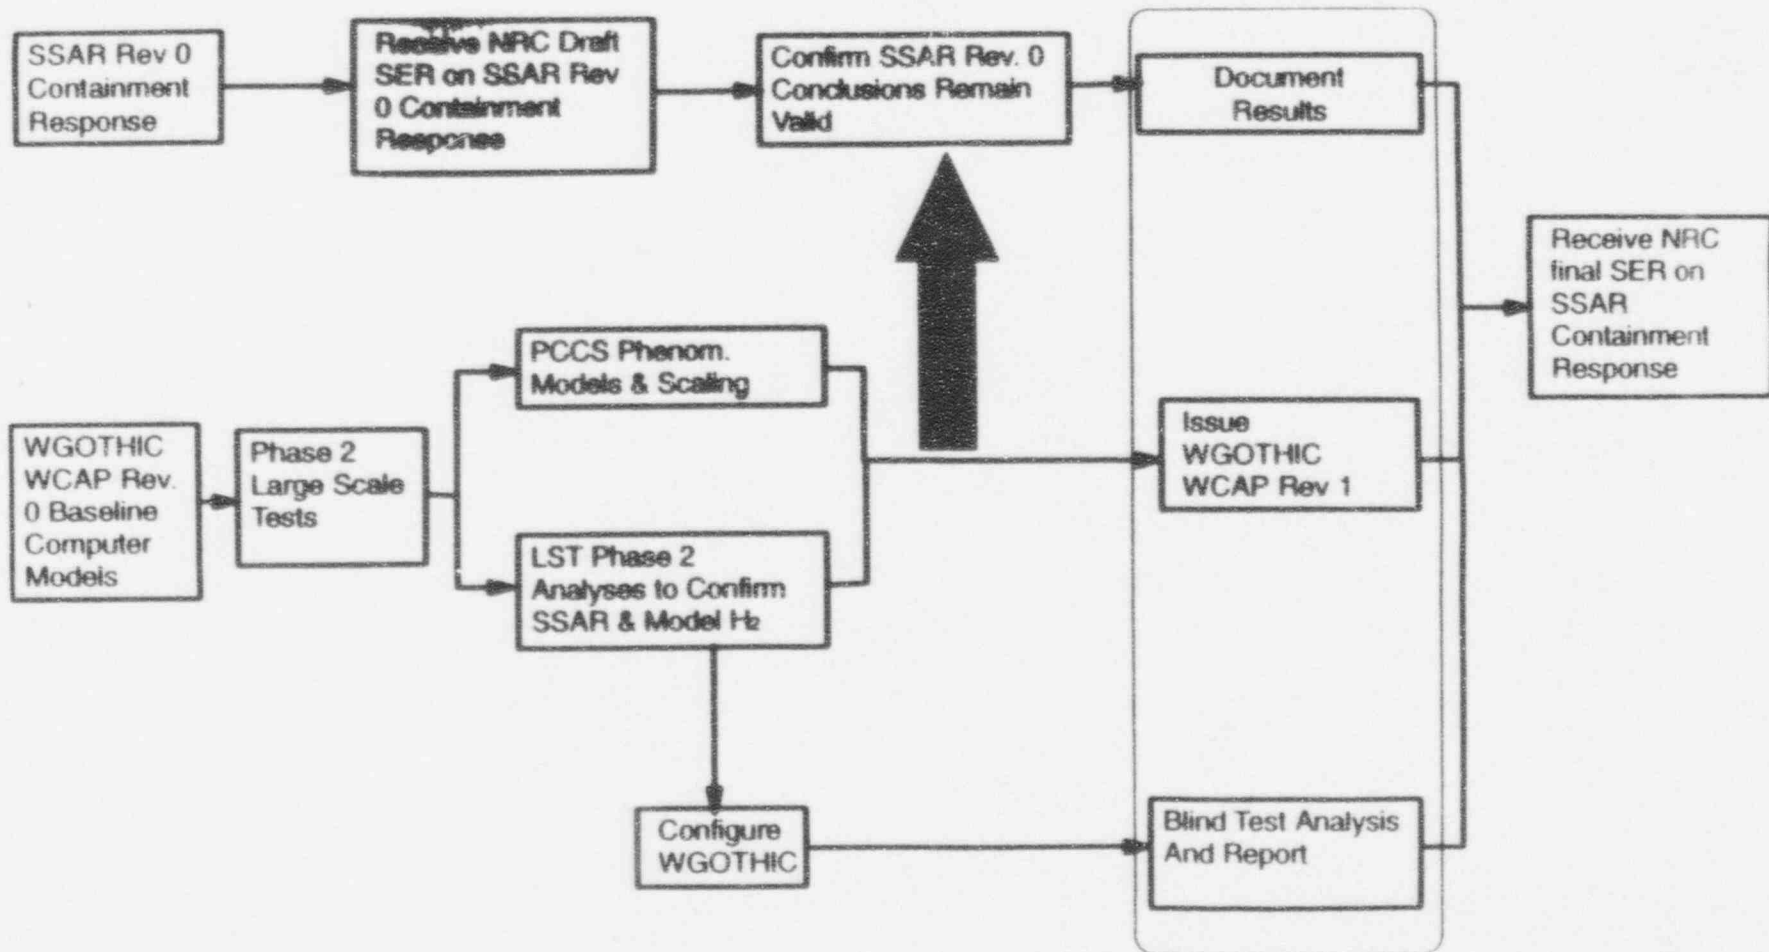 SSAR Rev 0
Containment
Response
Receive NRC Draft
SER on SSAR Rev
0 Containment
Response
Confirm SSAR Rev. 0
Conclusions Remain
Valid
Document
Results
Receive NRC
final SER on
SSAR
Containment
Response
PCCS Phenom.
Models & Scaling
WGOTHIC
WCAP Rev.
0 Baseline
Computer
Models
Phase 2
Large Scale
Tests
LST Phase 2
Analyses to Confirm
SSAR & Model H₂
Issue
WGOTHIC
WCAP Rev 1
Configure
WGOTHIC
Blind Test Analysis
And Report